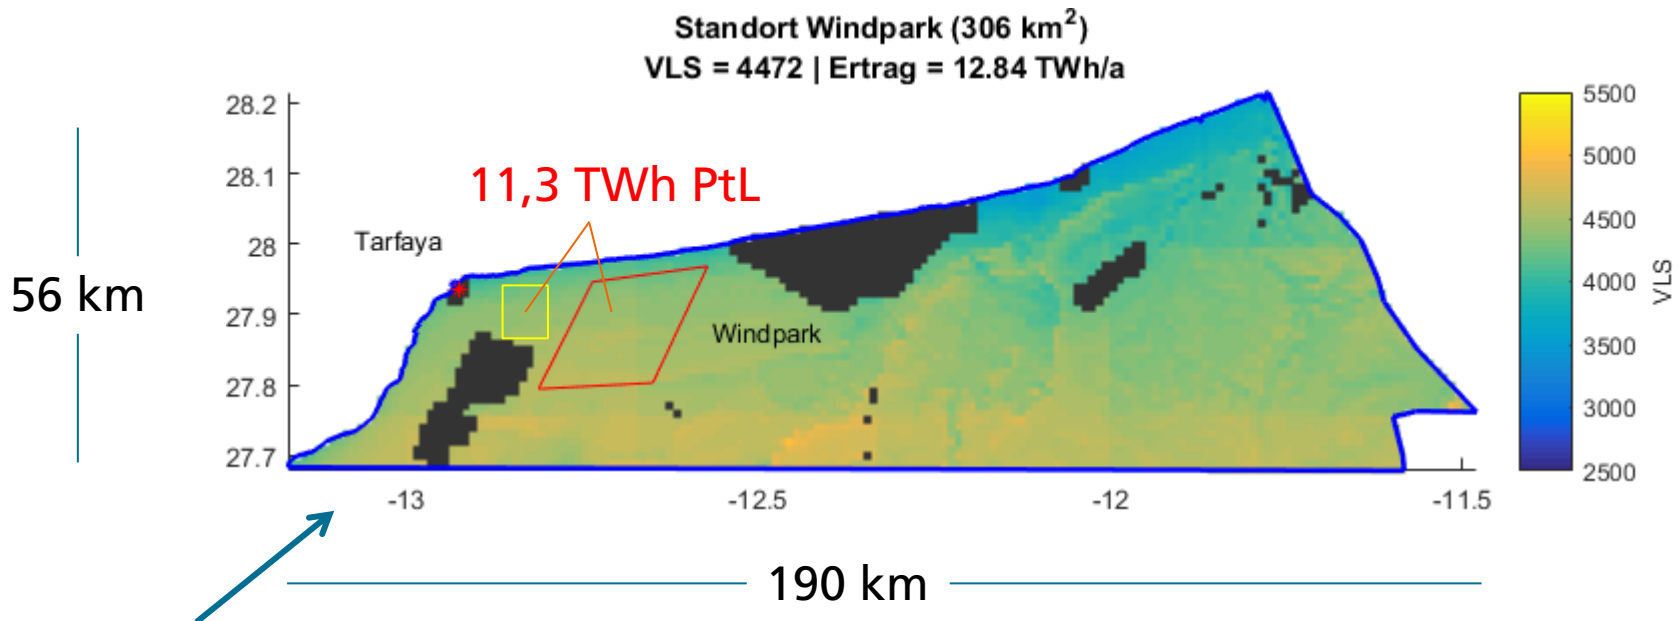 Standort Windpark (306 km²)
VLS = 4472 | Ertrag = 12.84 TWh/a
28.2
28.1
28
27.9
27.8
27.7
56 km
11,3 TWh PtL
Tarfaya
Windpark
-13
-12.5
-12
-11.5
190 km
5500
5000
4500
4000
3500
3000
2500
VLS